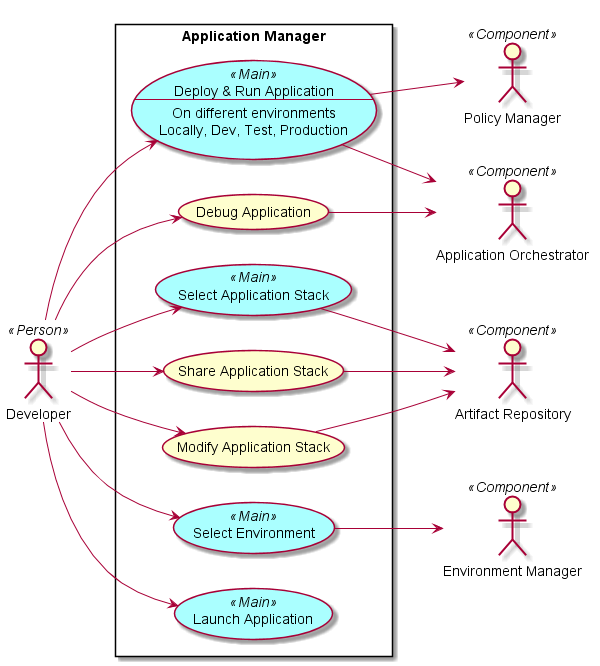 Application Manager
«Main»
Deploy & Run Application
On different environments
Locally, Dev, Test, Production
Debug Application
«Main»
Select Application Stack
Share Application Stack
Modify Application Stack
«Main»
Select Environment
«Main»
Launch Application
«Person»
Developer
«Component»
Policy Manager
«Component»
Application Orchestrator
«Component»
Artifact Repository
«Component»
Environment Manager